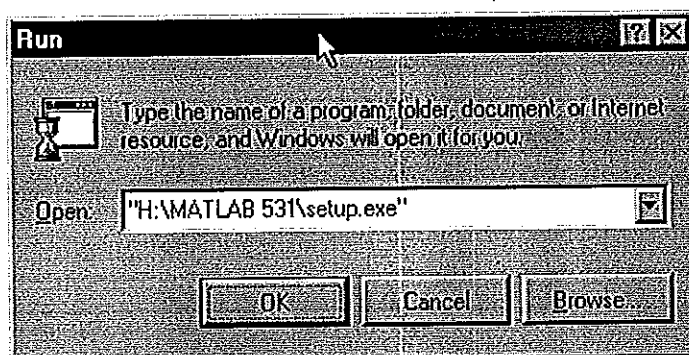 Run
Type the name of a program, folder, document, or Internet
resource, and Windows will open it for you.
Open: "H:\MATLAB 531\setup.exe"
OK Cancel Browse...